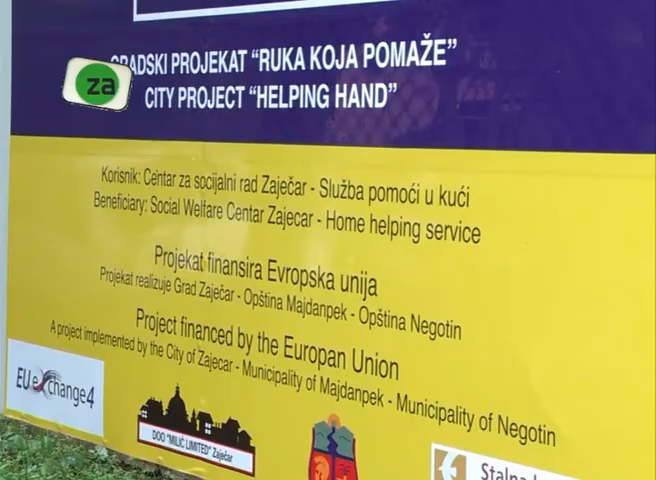 za
GRADSKI PROJEKAT “RUKA KOJA POMAŽE”
CITY PROJECT “HELPING HAND”
Korisnik: Centar za socijalni rad Zaječar - Služba pomoći u kući
Beneficiary: Social Welfare Centar Zajecar - Home helping service
Projekat finansira Evropska unija
Projekat realizuje Grad Zaječar - Opština Majdanpek - Opština Negotin
Project financed by the Europan Union
A project implemented by the City of Zajecar - Municipality of Majdanpek - Municipality of Negotin
EU exchange4
DOO "MILIĆ LIMITED" Zaječar
Stalna